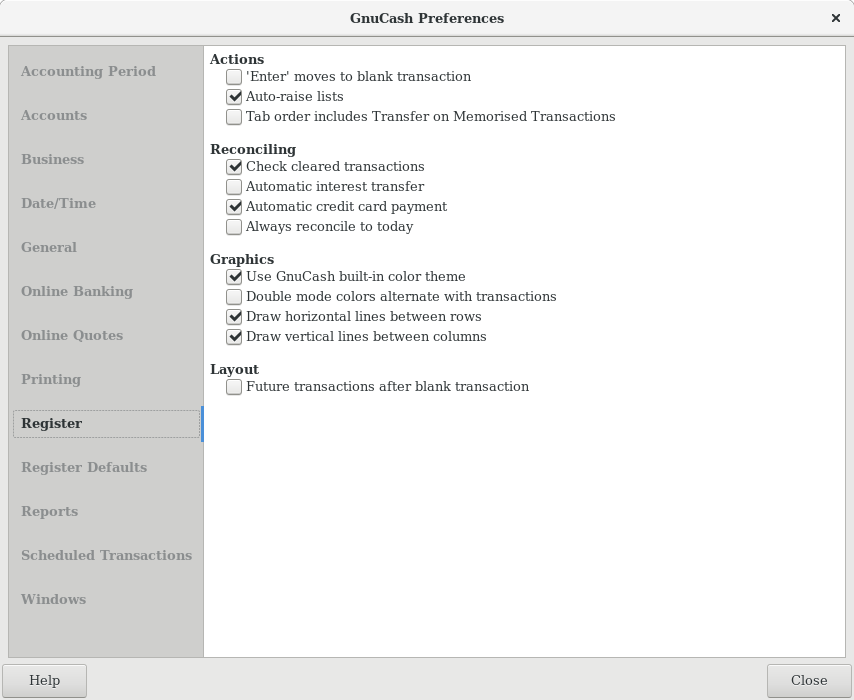 GnuCash Preferences
Accounting Period
Accounts
Business
Date/Time
General
Online Banking
Online Quotes
Printing
Register
Register Defaults
Reports
Scheduled Transactions
Windows
Actions
'Enter' moves to blank transaction
Auto-raise lists
Tab order includes Transfer on Memorised Transactions
Reconciling
Check cleared transactions
Automatic interest transfer
Automatic credit card payment
Always reconcile to today
Graphics
Use GnuCash built-in color theme
Double mode colors alternate with transactions
Draw horizontal lines between rows
Draw vertical lines between columns
Layout
Future transactions after blank transaction
Help
Close